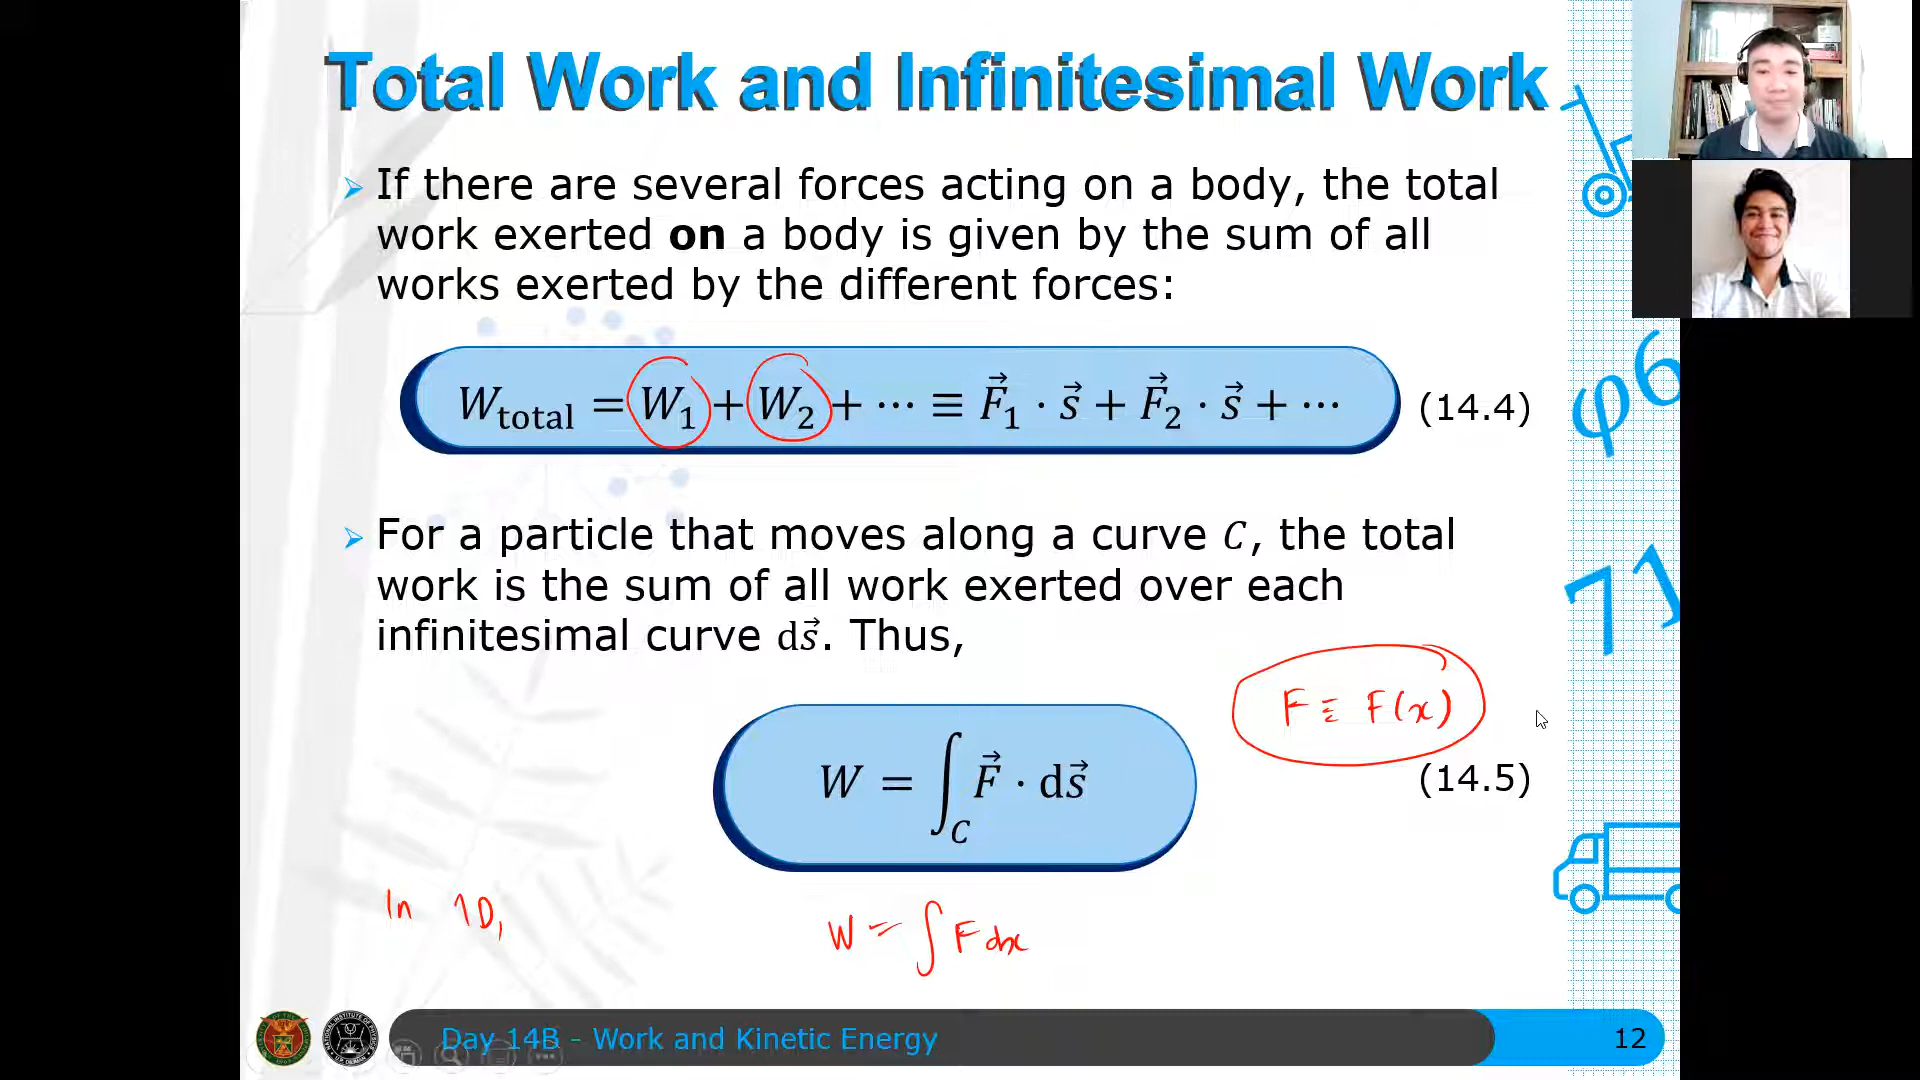 Total Work and Infinitesimal Work
If there are several forces acting on a body, the total
work exerted on a body is given by the sum of all
works exerted by the different forces:
W_total = W_1 + W_2 + ⋯ ≡ F⃗_1 · s⃗ + F⃗_2 · s⃗ + ⋯ (14.4)
For a particle that moves along a curve C, the total
work is the sum of all work exerted over each
infinitesimal curve ds⃗. Thus,
F ≡ F(x)
W = ∫_C F⃗ · ds⃗ (14.5)
In 1D,
W = ∫ F dx
Day 14B - Work and Kinetic Energy
12
φ6
71